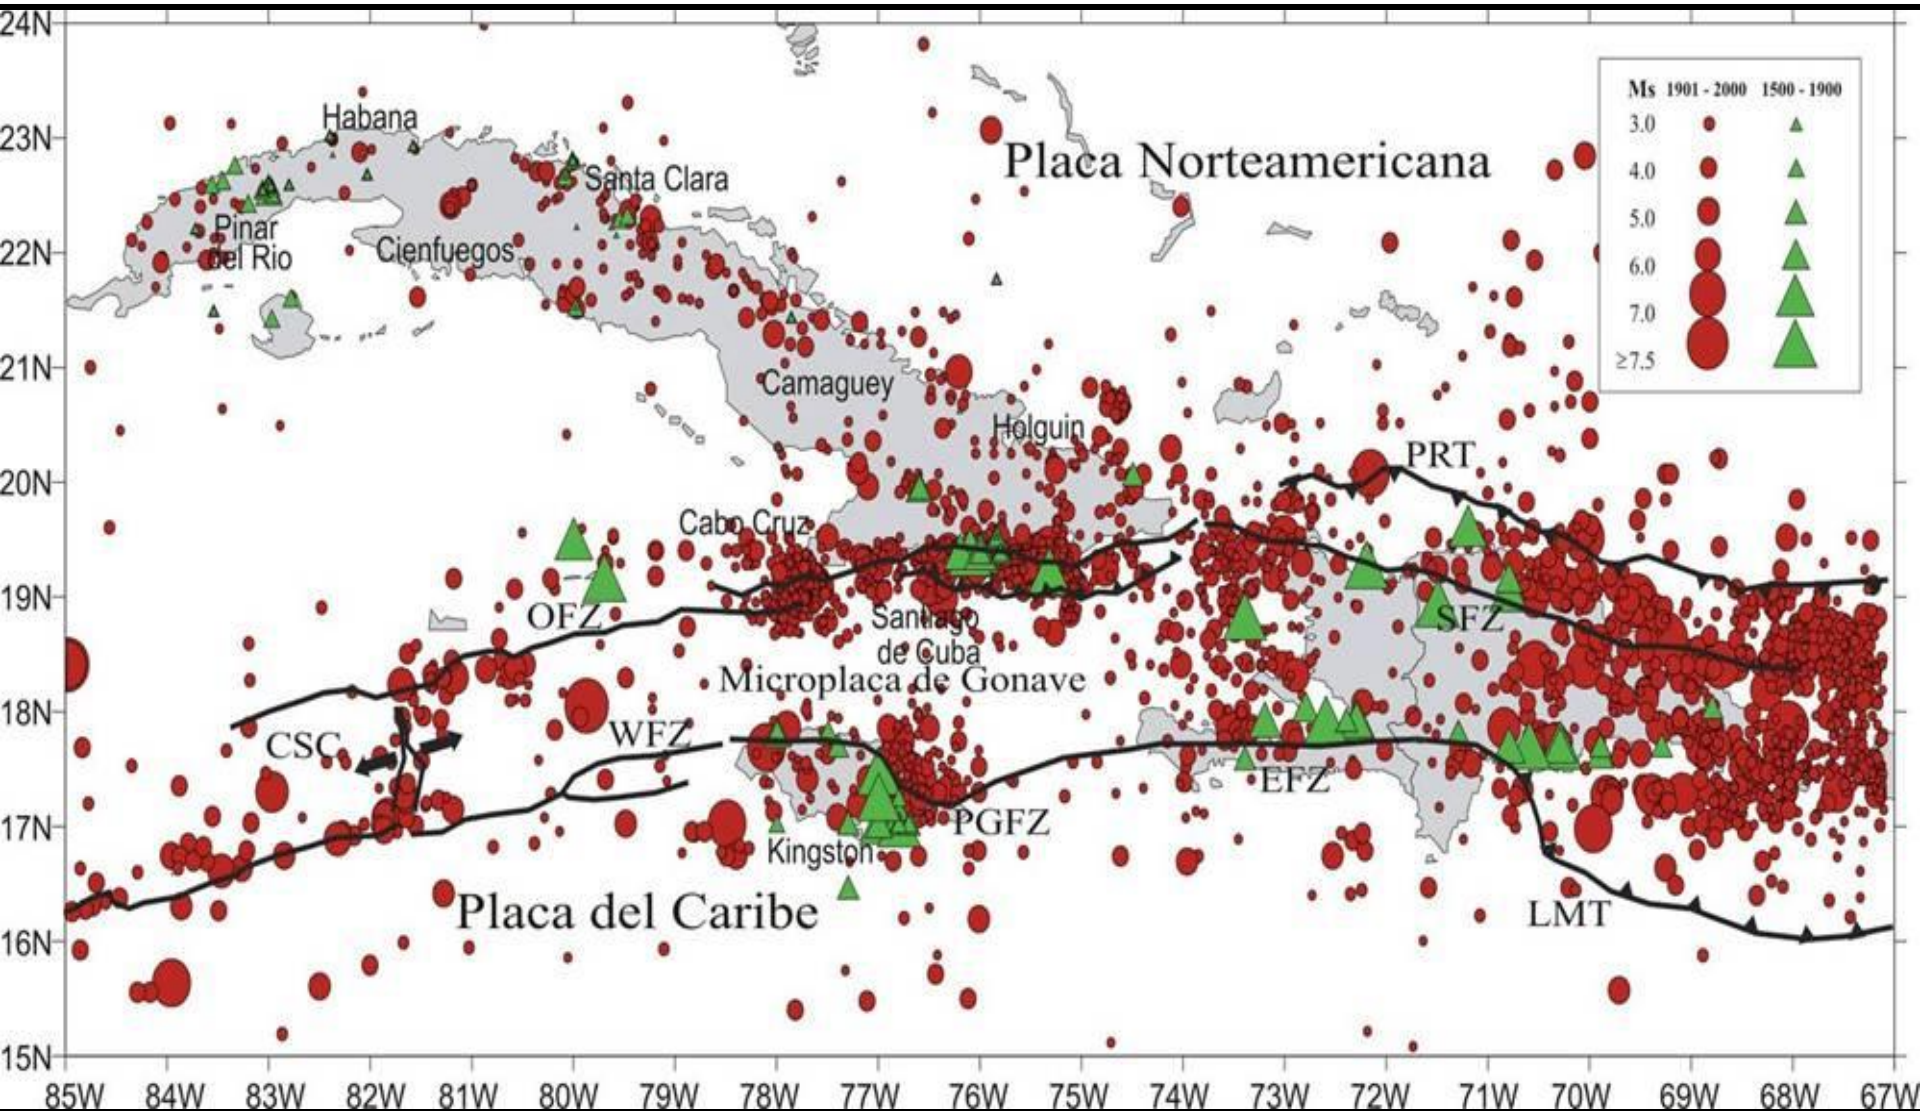 24N
23N
22N
21N
20N
19N
18N
17N
16N
15N
85W 84W 83W 82W 81W 80W 79W 78W 77W 76W 75W 74W 73W 72W 71W 70W 69W 68W 67W
Ms 1901 - 2000 1500 - 1900
3.0
4.0
5.0
6.0
7.0
≥7.5
Habana
Placa Norteamericana
Santa Clara
Pinar
del Rio
Cienfuegos
Camaguey
Holguin
PRT
Cabo Cruz
OFZ
Santiago
de Cuba
SFZ
Microplaca de Gonave
CSC
WFZ
EFZ
PGFZ
Kingston
Placa del Caribe
LMT